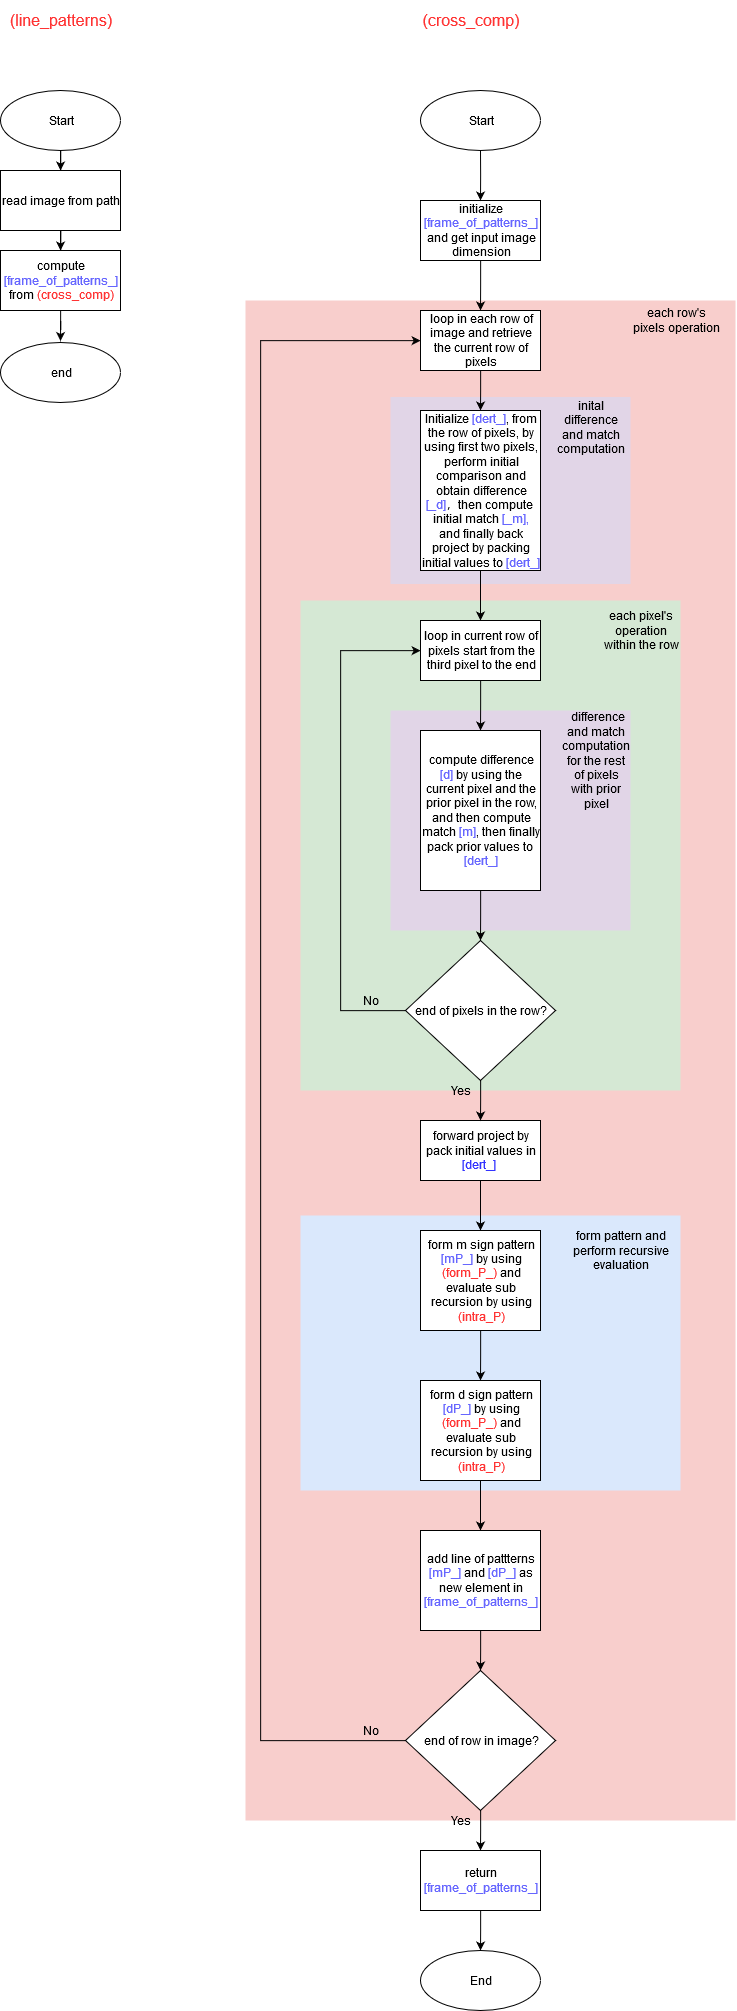 (line_patterns)
Start
read image from path
compute
[frame_of_patterns_]
from (cross_comp)
end
(cross_comp)
Start
initialize
[frame_of_patterns_]
and get input image
dimension
each row's
pixels operation
loop in each row of
image and retrieve
the current row of
pixels
inital
difference
and match
computation
Initialize [dert_], from
the row of pixels, by
using first two pixels,
perform initial
comparison and
obtain difference
[_d],  then compute
initial match [_m],
and finally back
project by packing
initial values to [dert_]
each pixel's
operation
within the row
loop in current row of
pixels start from the
third pixel to the end
difference
and match
computation
for the rest
of pixels
with prior
pixel
compute difference
[d] by using the
current pixel and the
prior pixel in the row,
and then compute
match [m], then finally
pack prior values to
[dert_]
end of pixels in the row?
No
Yes
forward project by
pack initial values in
[dert_]
form pattern and
perform recursive
evaluation
form m sign pattern
[mP_] by using
(form_P_) and
evaluate sub
recursion by using
(intra_P)
form d sign pattern
[dP_] by using
(form_P_) and
evaluate sub
recursion by using
(intra_P)
add line of pattterns
[mP_] and [dP_] as
new element in
[frame_of_patterns_]
end of row in image?
No
Yes
return
[frame_of_patterns_]
End